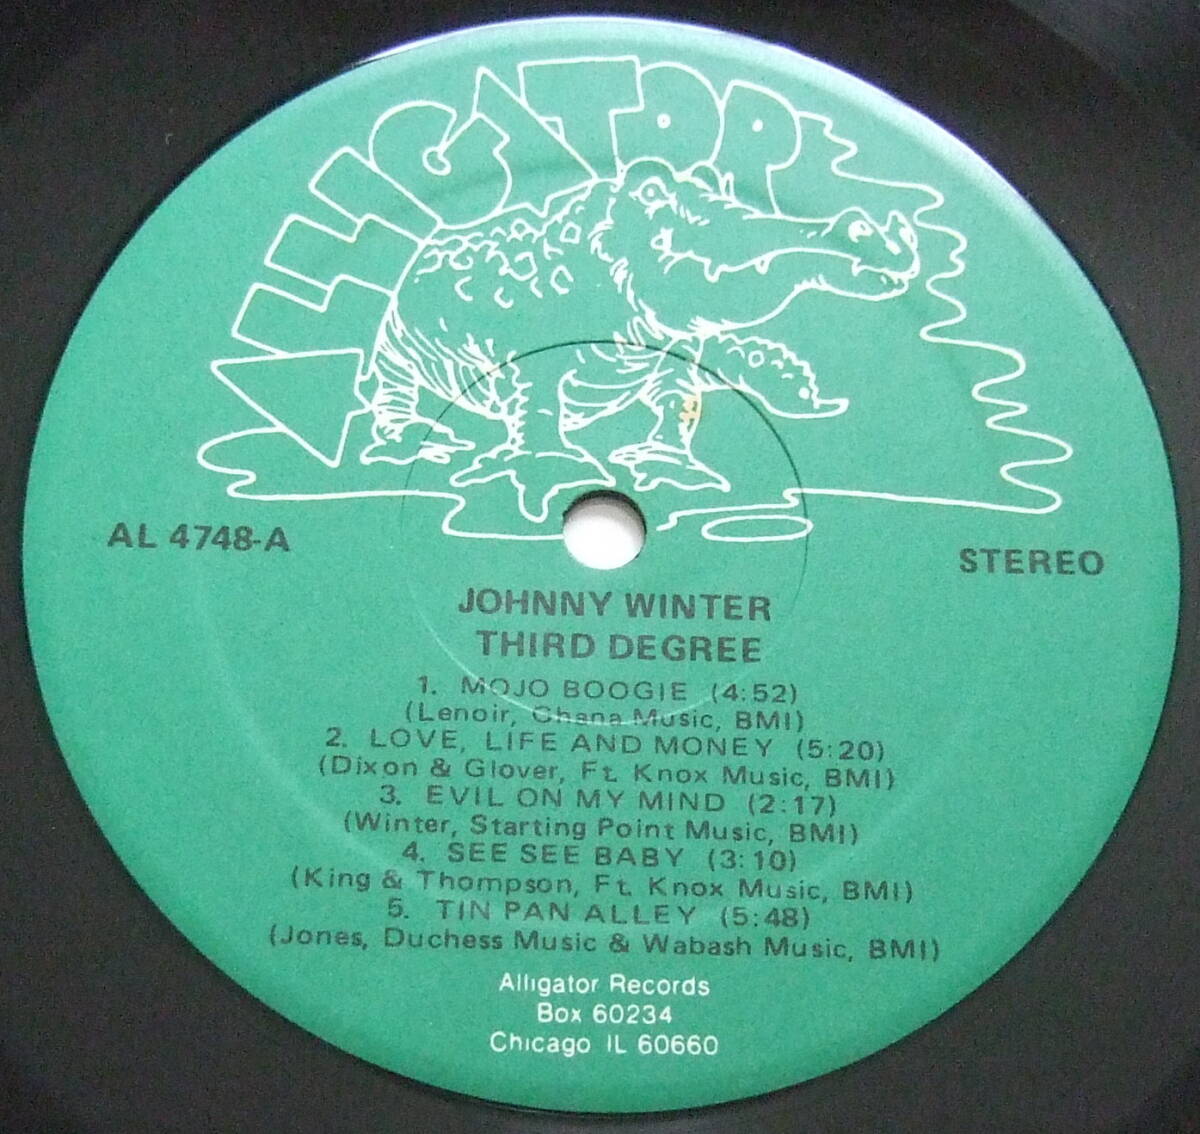 ALLIGATOR
AL 4748-A
STEREO
JOHNNY WINTER
THIRD DEGREE
1. MOJO BOOGIE (4:52)
(Lenoir, Ghana Music, BMI)
2. LOVE, LIFE AND MONEY (5:20)
(Dixon & Glover, Ft. Knox Music, BMI)
3. EVIL ON MY MIND (2:17)
(Winter, Starting Point Music, BMI)
4. SEE SEE BABY (3:10)
(King & Thompson, Ft. Knox Music, BMI)
5. TIN PAN ALLEY (5:48)
(Jones, Duchess Music & Wabash Music, BMI)
Alligator Records
Box 60234
Chicago IL 60660